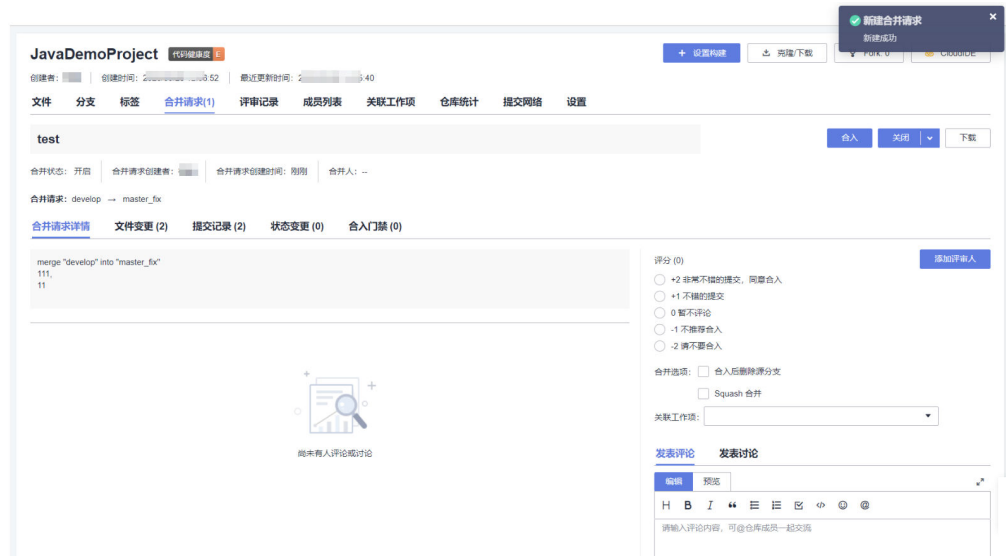 新建合并请求
新建成功
JavaDemoProject 代码健康度 E
+ 设置构建 克隆/下载 Fork: 0 CloudIDE
创建者: 创建时间: 52 最近更新时间: :40
文件 分支 标签 合并请求(1) 评审记录 成员列表 关联工作项 仓库统计 提交网络 设置
test
合入 关闭 下载
合并状态: 开启 合并请求创建者: 合并请求创建时间: 刚刚 合并人: --
合并请求: develop → master_fix
合并请求详情 文件变更 (2) 提交记录 (2) 状态变更 (0) 合入门禁 (0)
merge "develop" into "master_fix"
111,
11
尚未有人评论或讨论
评分 (0) 添加评审人
+2 非常不错的提交，同意合入
+1 不错的提交
0 暂不评论
-1 不推荐合入
-2 请不要合入
合并选项: 合入后删除源分支
Squash 合并
关联工作项:
发表评论 发表讨论
编辑 预览
H B I
请输入评论内容，可@仓库成员一起交流